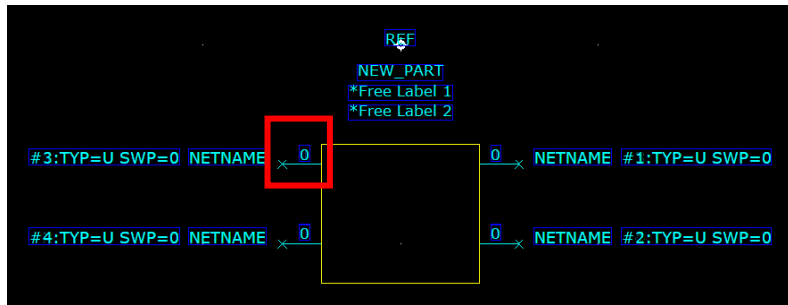 REF
NEW_PART
*Free Label 1
*Free Label 2
#3:TYP=U SWP=0 NETNAME 0 0 NETNAME #1:TYP=U SWP=0
#4:TYP=U SWP=0 NETNAME 0 0 NETNAME #2:TYP=U SWP=0